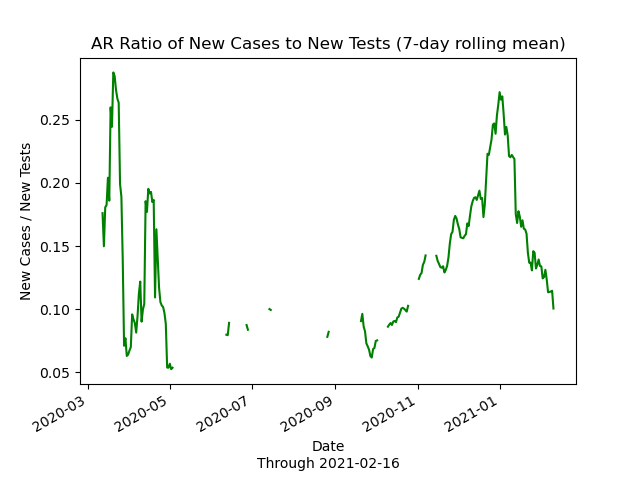 AR Ratio of New Cases to New Tests (7-day rolling mean)
New Cases / New Tests
0.25
0.20
0.15
0.10
0.05
2020-03
2020-05
2020-07
2020-09
2020-11
2021-01
Date
Through 2021-02-16